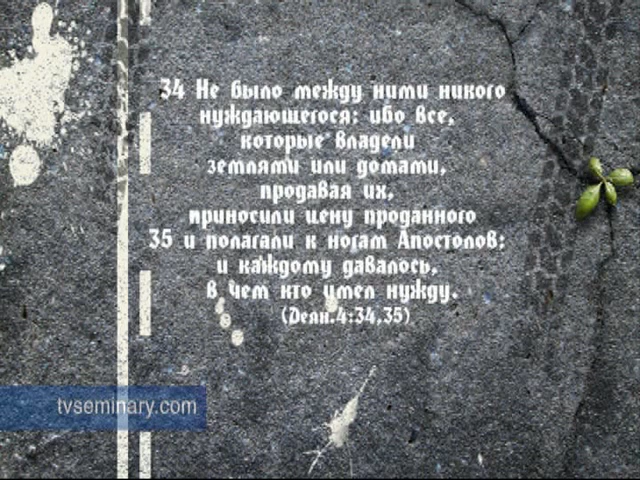 34 Не было между ними никого
нуждающегося; ибо все,
которые владели
землями или домами,
продавая их,
приносили цену проданного
35 и полагали к ногам Апостолов;
и каждому давалось,
в чем кто имел нужду.
(Деян.4:34,35)
tvseminary.com